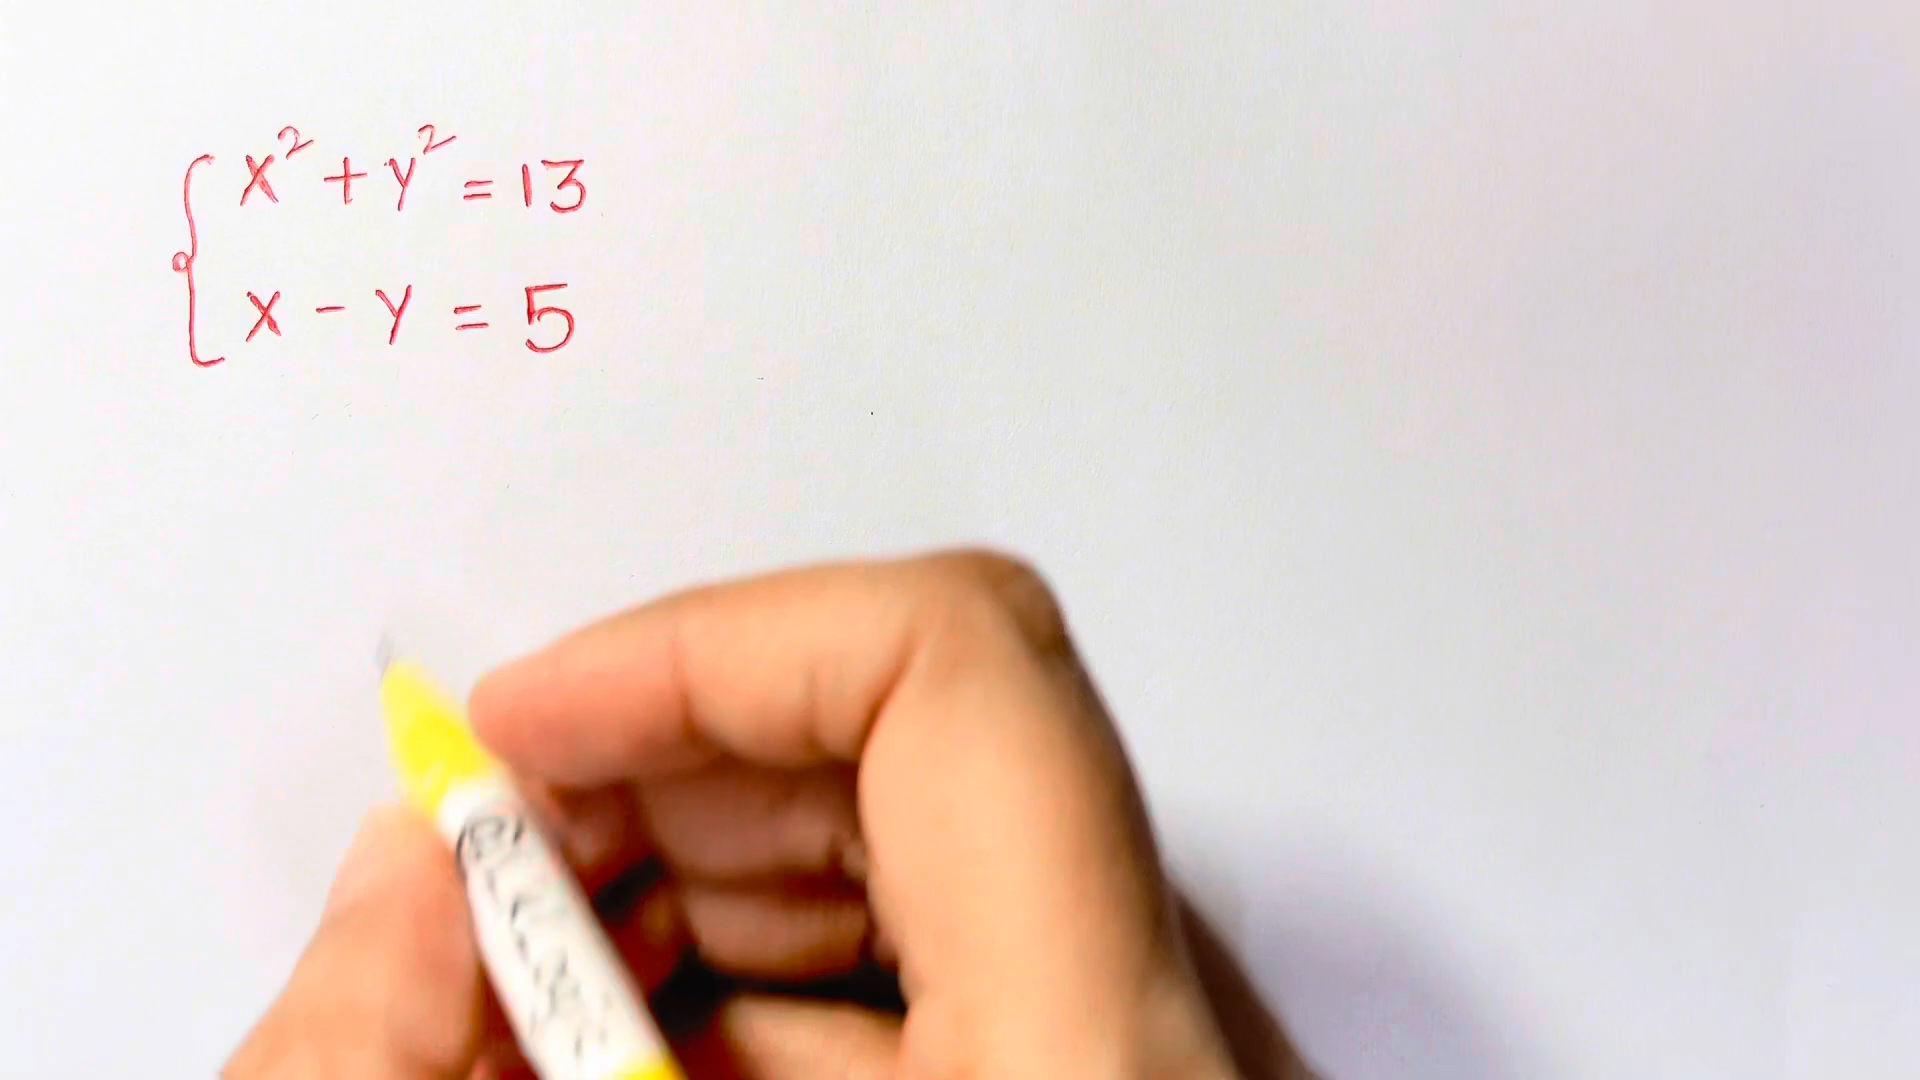 x² + y² = 13
x - y = 5